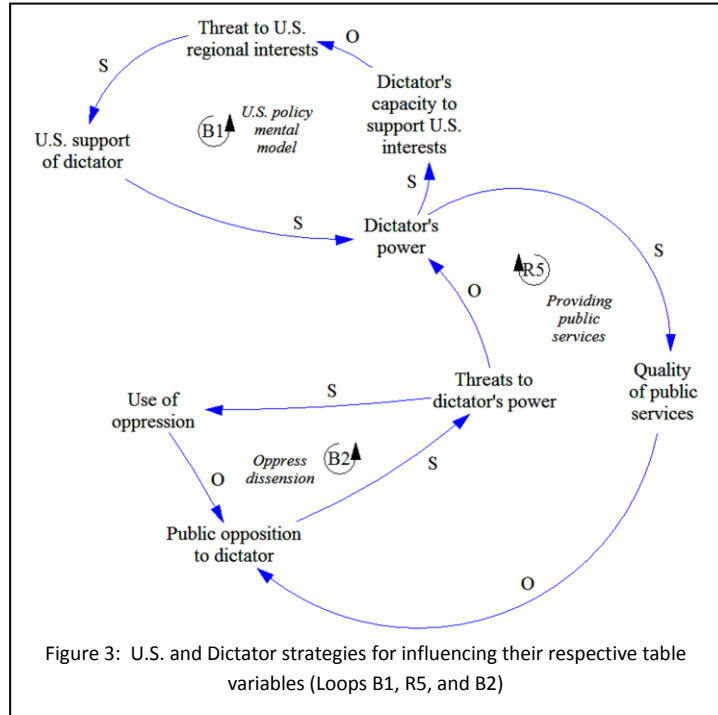 Threat to U.S.
regional interests
O
S
Dictator's
capacity to
support U.S.
interests
U.S. policy
mental
model
B1
U.S. support
of dictator
S
S
Dictator's
power
S
R5
O
Providing
public
services
Quality
of public
services
Threats to
dictator's power
S
Use of
oppression
Oppress
dissension
B2
S
O
Public opposition
to dictator
O
Figure 3: U.S. and Dictator strategies for influencing their respective table
variables (Loops B1, R5, and B2)